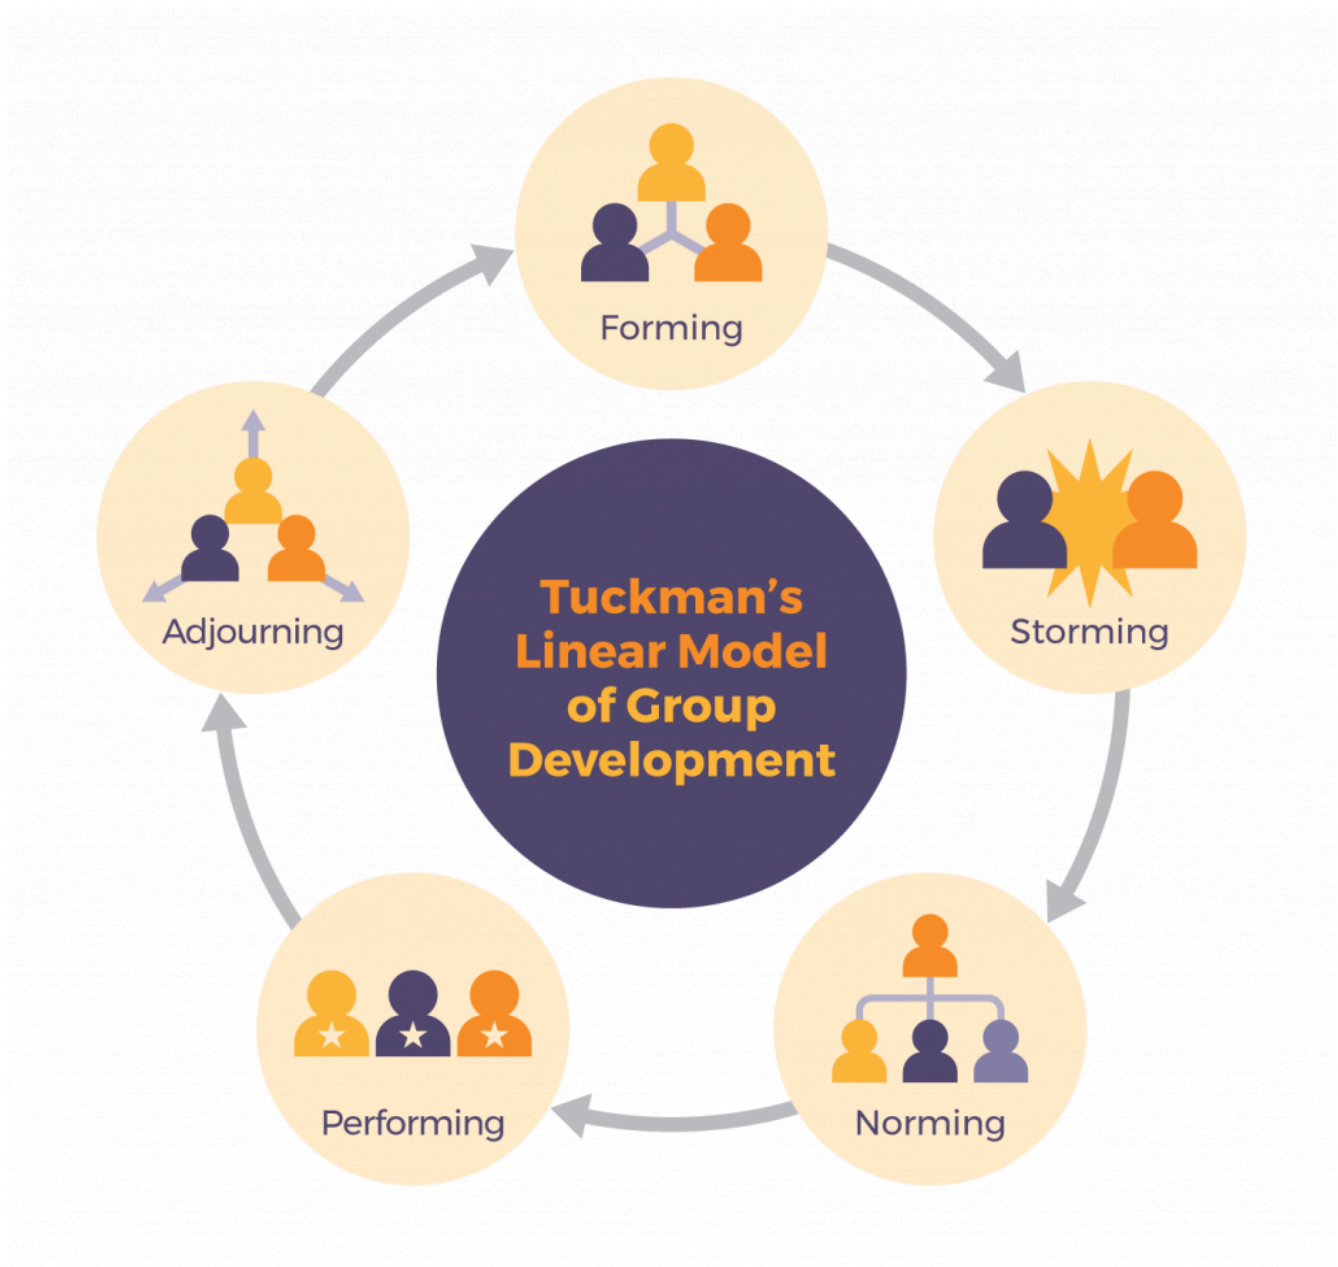 Forming
Storming
Norming
Performing
Adjourning
Tuckman’s
Linear Model
of Group
Development